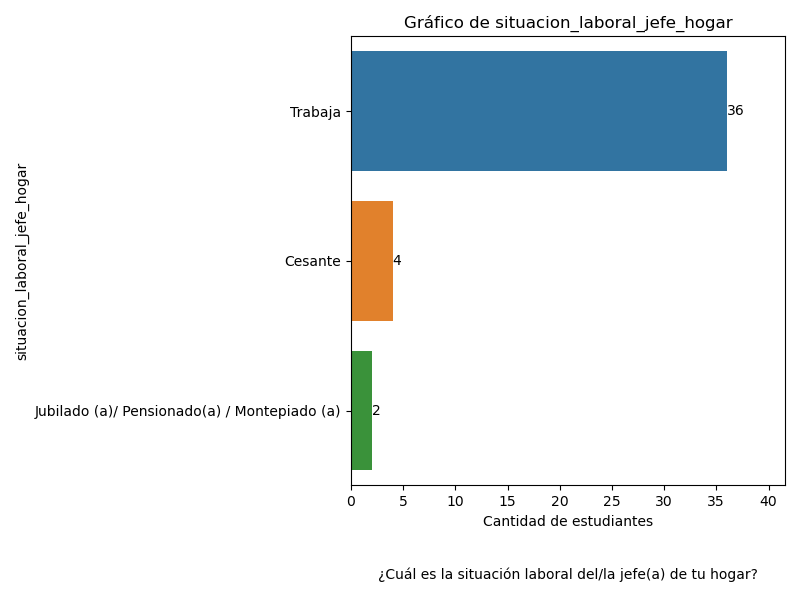 Gráfico de situacion_laboral_jefe_hogar
situacion_laboral_jefe_hogar
Trabaja
36
Cesante
4
Jubilado (a)/ Pensionado(a) / Montepiado (a)
2
0 5 10 15 20 25 30 35 40
Cantidad de estudiantes
¿Cuál es la situación laboral del/la jefe(a) de tu hogar?